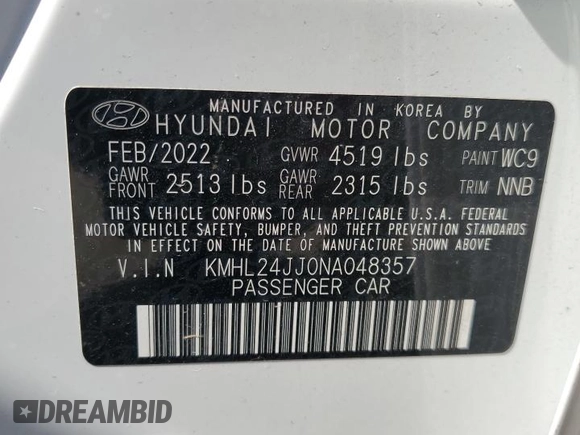 MANUFACTURED IN KOREA BY
HYUNDAI MOTOR COMPANY
FEB/2022 GVWR 4519 lbs PAINT WC9
GAWR FRONT 2513 lbs GAWR REAR 2315 lbs TRIM NNB
THIS VEHICLE CONFORMS TO ALL APPLICABLE U.S.A. FEDERAL
MOTOR VEHICLE SAFETY, BUMPER, AND THEFT PREVENTION STANDARDS
IN EFFECT ON THE DATE OF MANUFACTURE SHOWN ABOVE
V.I.N KMHL24JJ0NA048357
PASSENGER CAR
DREAMBID